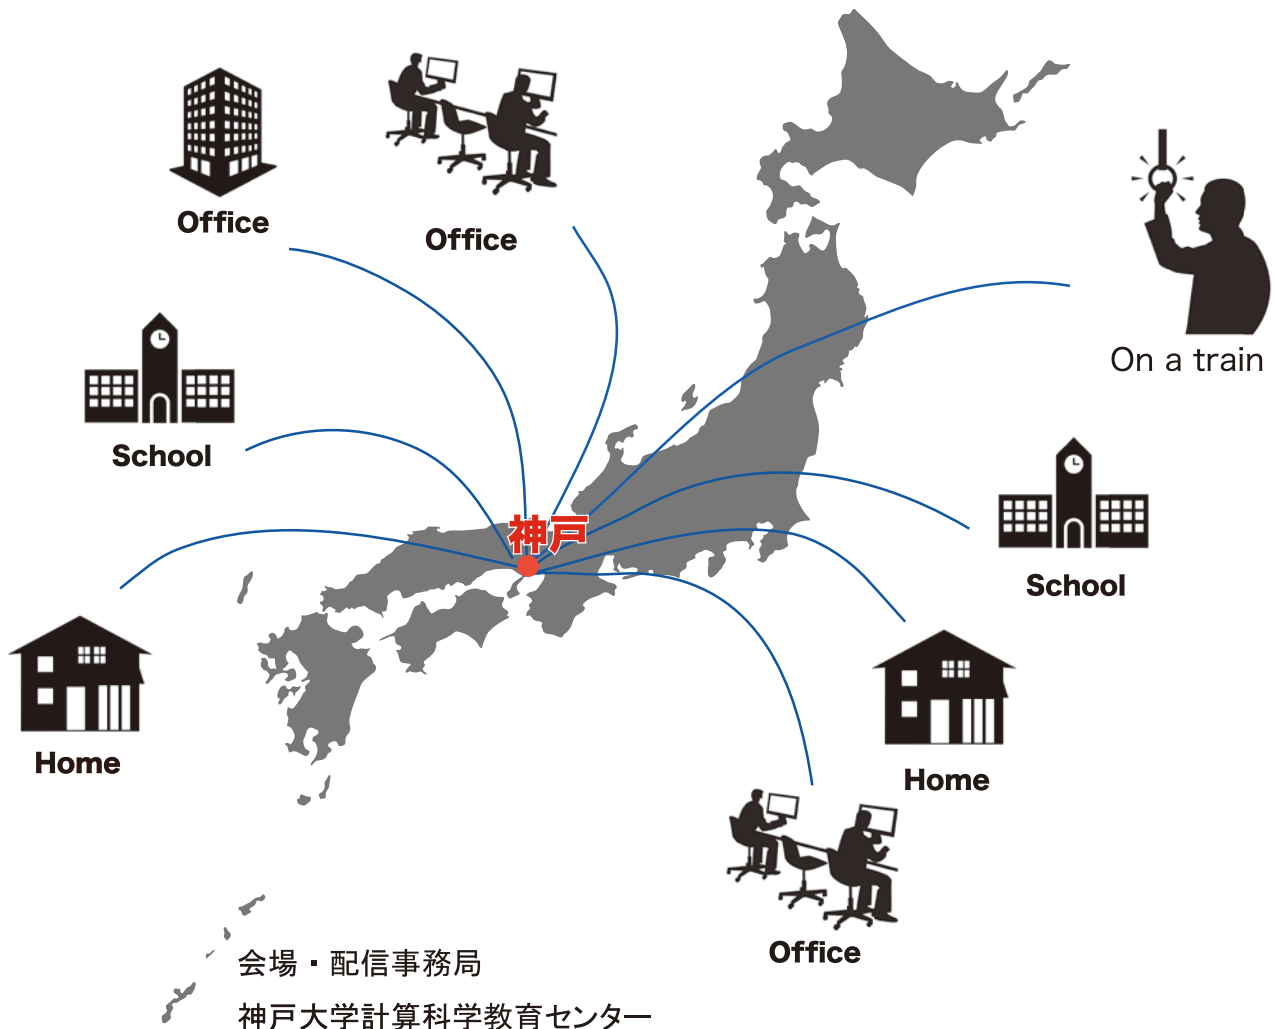 Office
Office
On a train
School
School
神戸
Home
Home
Office
会場・配信事務局
神戸大学計算科学教育センター